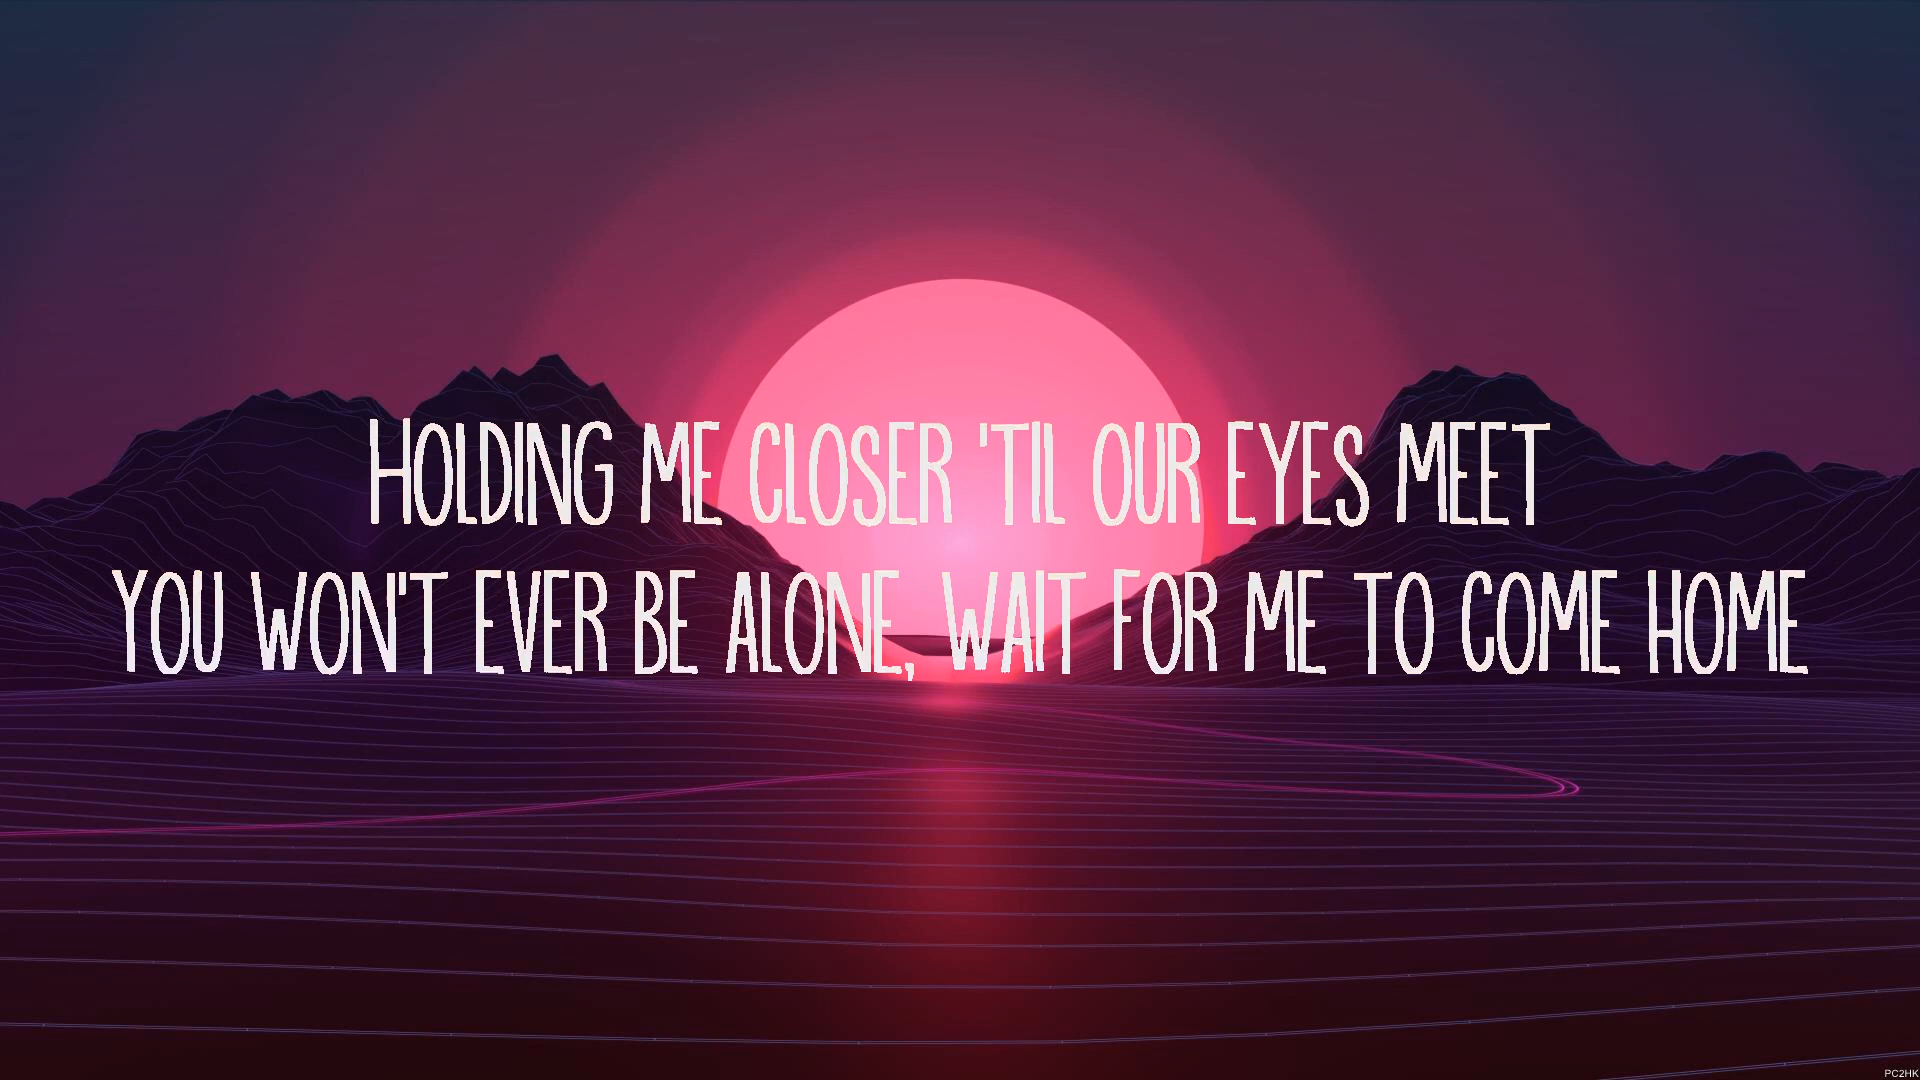 HOLDING ME CLOSER 'TIL OUR EYES MEET
YOU WON'T EVER BE ALONE, WAIT FOR ME TO COME HOME
PC2HK